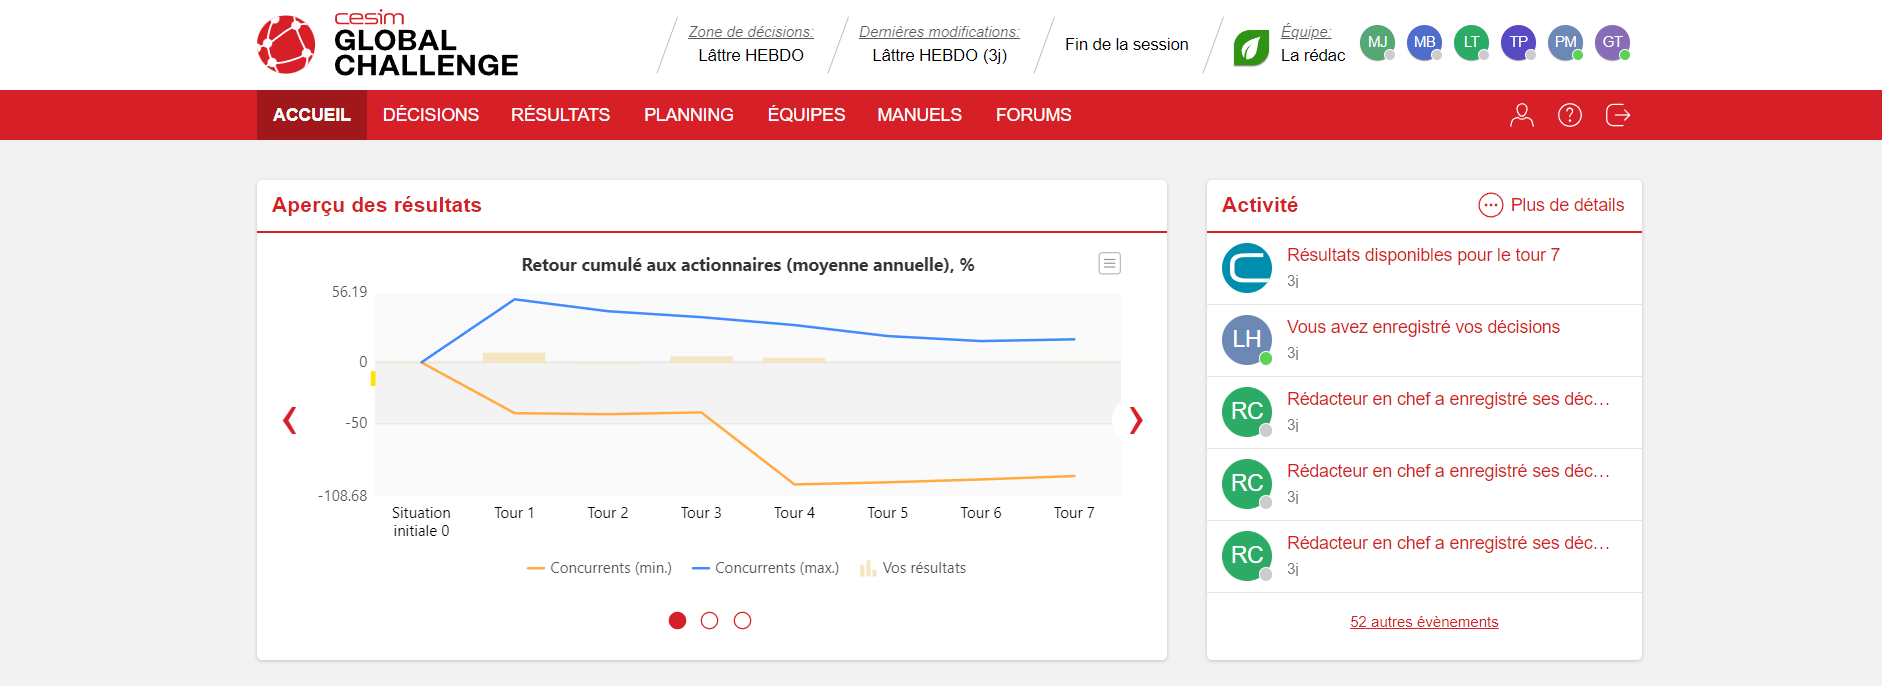 cesim
GLOBAL
CHALLENGE
Zone de décisions:
Lâttre HEBDO
Dernières modifications:
Lâttre HEBDO (3j)
Fin de la session
Équipe:
La rédac
MJ MB LT TP PM GT
ACCUEIL DÉCISIONS RÉSULTATS PLANNING ÉQUIPES MANUELS FORUMS ?
Aperçu des résultats
Retour cumulé aux actionnaires (moyenne annuelle), %
56.19
0
-50
-108.68
Situation initiale 0 Tour 1 Tour 2 Tour 3 Tour 4 Tour 5 Tour 6 Tour 7
Concurrents (min.) Concurrents (max.) Vos résultats
Activité
Plus de détails
Résultats disponibles pour le tour 7
3j
LH
Vous avez enregistré vos décisions
3j
RC
Rédacteur en chef a enregistré ses déc…
3j
RC
Rédacteur en chef a enregistré ses déc…
3j
RC
Rédacteur en chef a enregistré ses déc…
3j
52 autres évènements